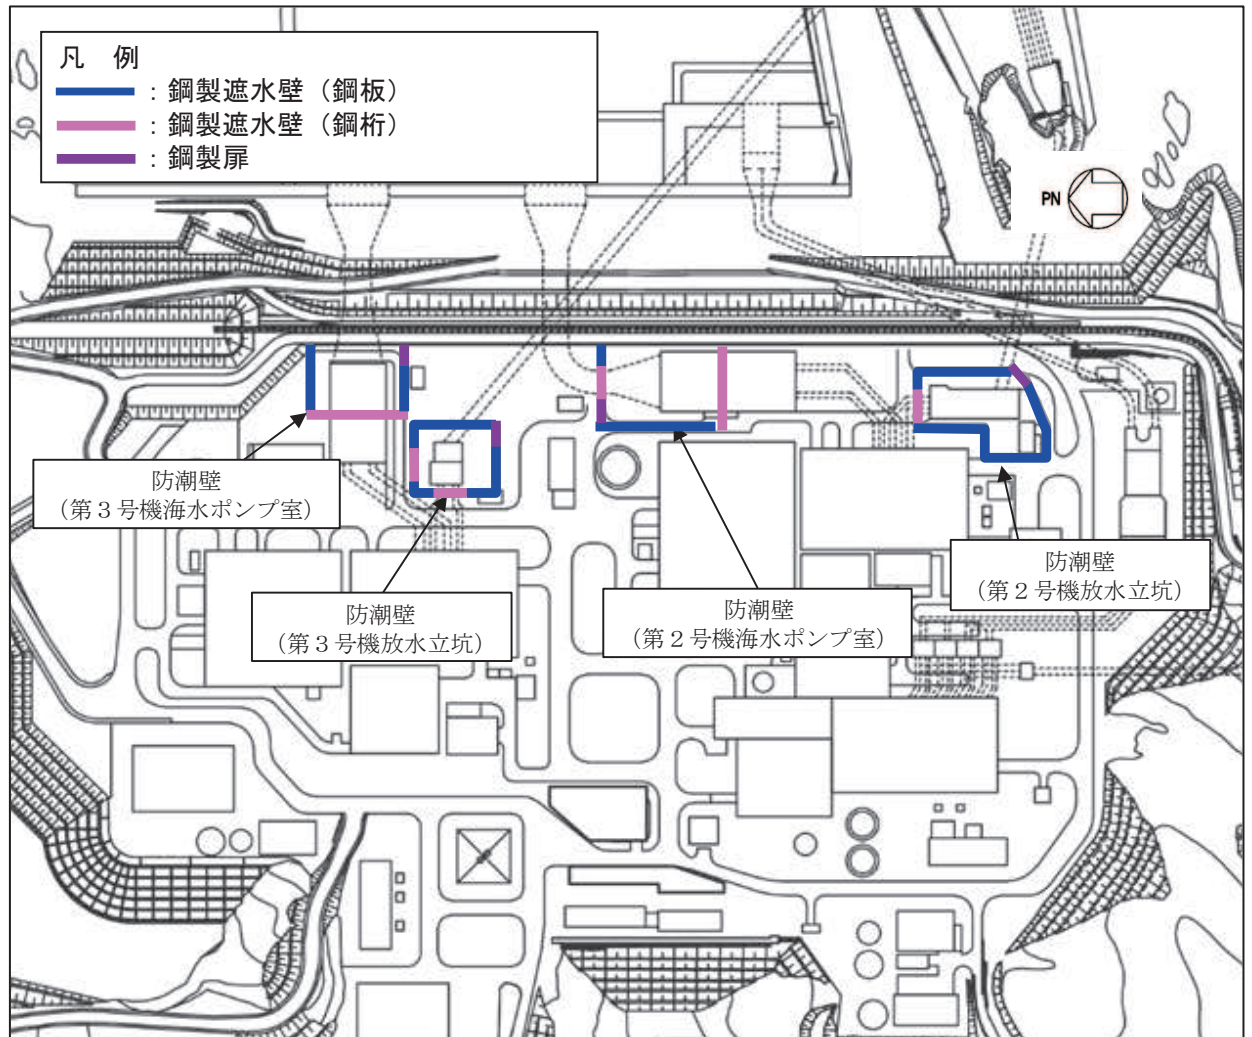 凡　例
：鋼製遮水壁（鋼板）
：鋼製遮水壁（鋼桁）
：鋼製扉
PN
防潮壁
（第３号機海水ポンプ室）
防潮壁
（第３号機放水立坑）
防潮壁
（第２号機海水ポンプ室）
防潮壁
（第２号機放水立坑）